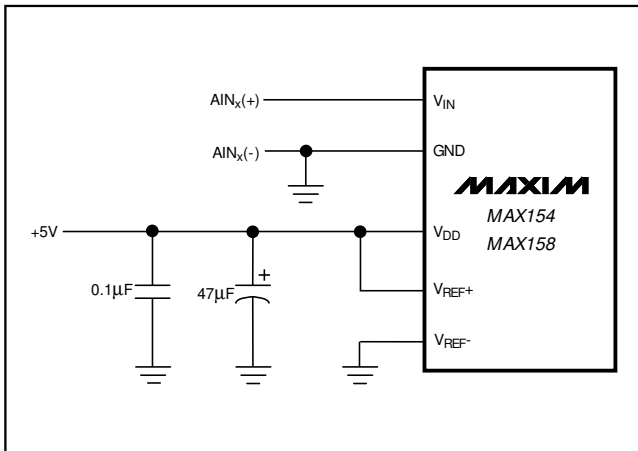 AINx(+)
VIN
AINx(-)
GND
MAXIM
MAX154
MAX158
+5V
VDD
0.1μF
+
47μF
VREF+
VREF-